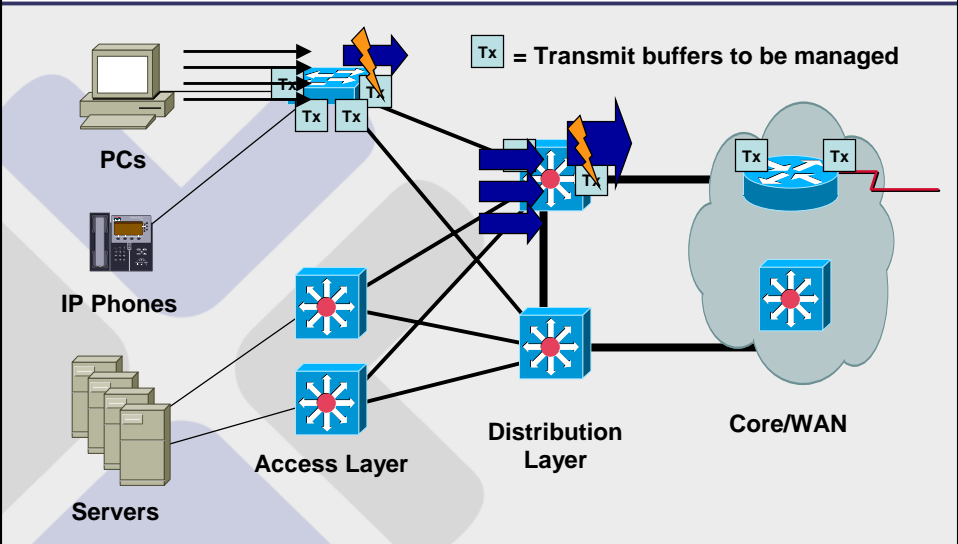 Tx = Transmit buffers to be managed
Tx
Tx
Tx
Tx
Tx
Tx
Tx
PCs
IP Phones
Servers
Access Layer
Distribution
Layer
Core/WAN